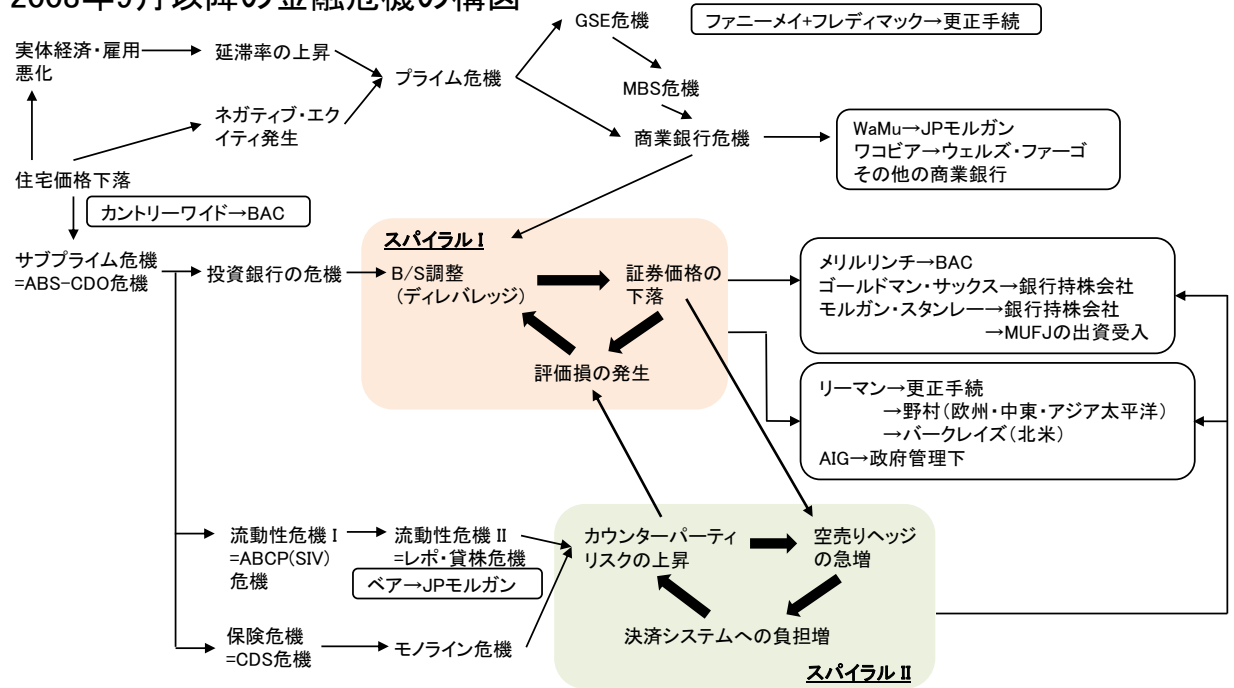 2008年9月以降の金融危機の構図
GSE危機
ファニーメイ+フレディマック→更正手続
実体経済・雇用
悪化
延滞率の上昇
プライム危機
MBS危機
ネガティブ・エク
イティ発生
商業銀行危機
WaMu→JPモルガン
ワコビア→ウェルズ・ファーゴ
その他の商業銀行
住宅価格下落
カントリーワイド→BAC
サブプライム危機
=ABS-CDO危機
投資銀行の危機
スパイラルⅠ
B/S調整
（ディレバレッジ）
証券価格の
下落
評価損の発生
メリルリンチ→BAC
ゴールドマン・サックス→銀行持株会社
モルガン・スタンレー→銀行持株会社
→MUFJの出資受入
リーマン→更正手続
→野村（欧州・中東・アジア太平洋）
→バークレイズ（北米）
AIG→政府管理下
流動性危機Ⅰ
=ABCP(SIV)
危機
流動性危機Ⅱ
=レポ・貸株危機
ベア→JPモルガン
カウンターパーティ
リスクの上昇
空売りヘッジ
の急増
決済システムへの負担増
保険危機
=CDS危機
モノライン危機
スパイラルⅡ